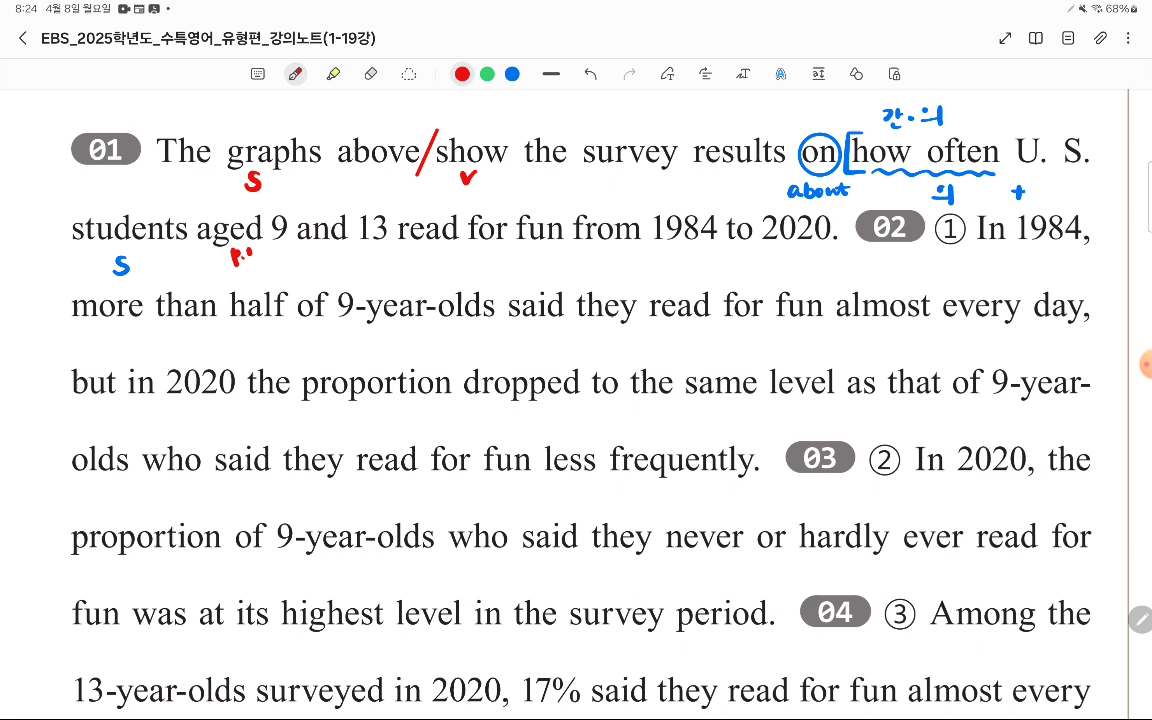 8:24 4월 8일 월요일 68%
EBS_2025학년도_수특영어_유형편_강의노트(1-19강)
간·의
01 The graphs above/show the survey results on [how often U. S.
S V about 의 +
students aged 9 and 13 read for fun from 1984 to 2020. 02 ① In 1984,
S p.p
more than half of 9-year-olds said they read for fun almost every day,
but in 2020 the proportion dropped to the same level as that of 9-year-
olds who said they read for fun less frequently. 03 ② In 2020, the
proportion of 9-year-olds who said they never or hardly ever read for
fun was at its highest level in the survey period. 04 ③ Among the
13-year-olds surveyed in 2020, 17% said they read for fun almost every